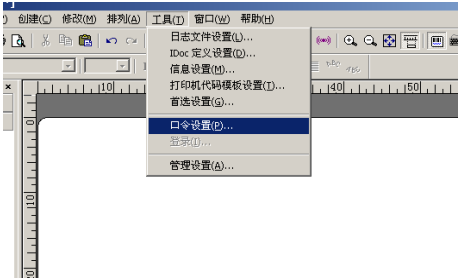 创建(C) 修改(M) 排列(A) 工具(T) 窗口(W) 帮助(H)
日志文件设置(L)...
IDoc 定义设置(D)...
信息设置(M)...
打印机代码模板设置(I)...
首选设置(G)...
口令设置(P)...
登录(I)...
管理设置(A)...
10 40 50
10
20